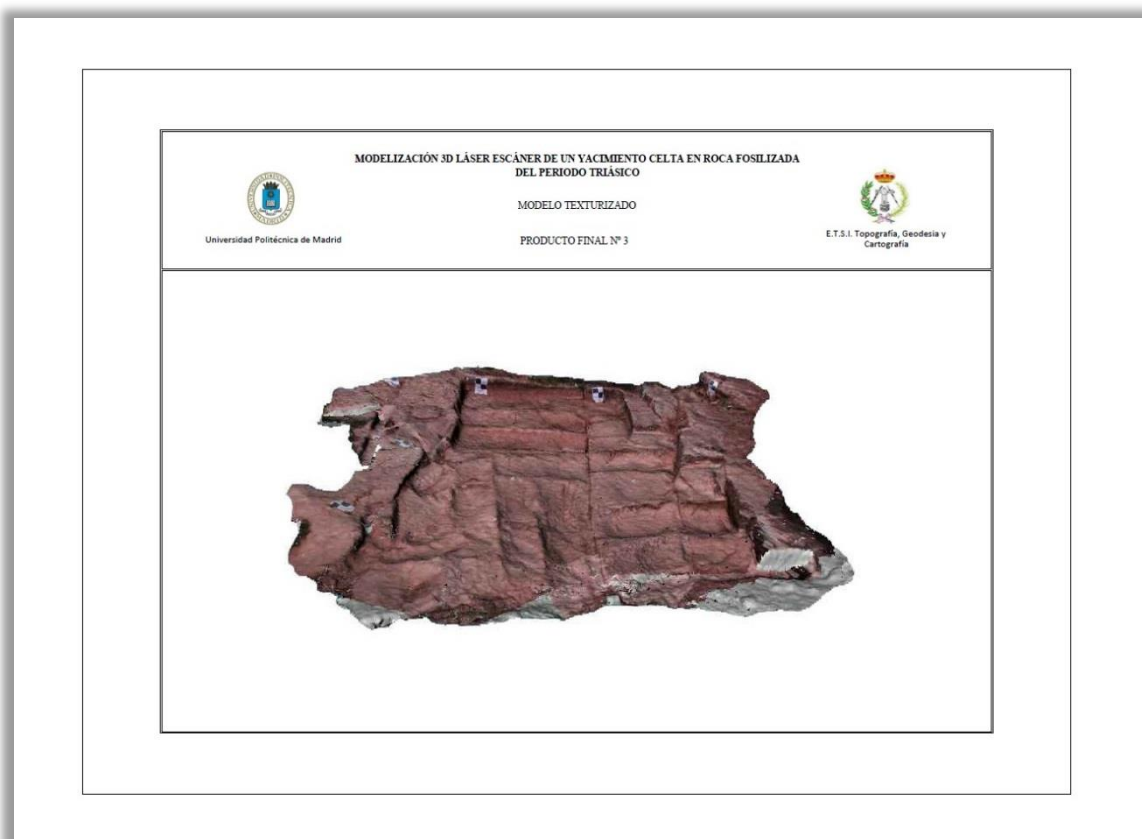 MODELIZACIÓN 3D LÁSER ESCÁNER DE UN YACIMIENTO CELTA EN ROCA FOSILIZADA
DEL PERIODO TRIÁSICO
MODELO TEXTURIZADO
PRODUCTO FINAL Nº 3
Universidad Politécnica de Madrid
E.T.S.I. Topografía, Geodesia y
Cartografía